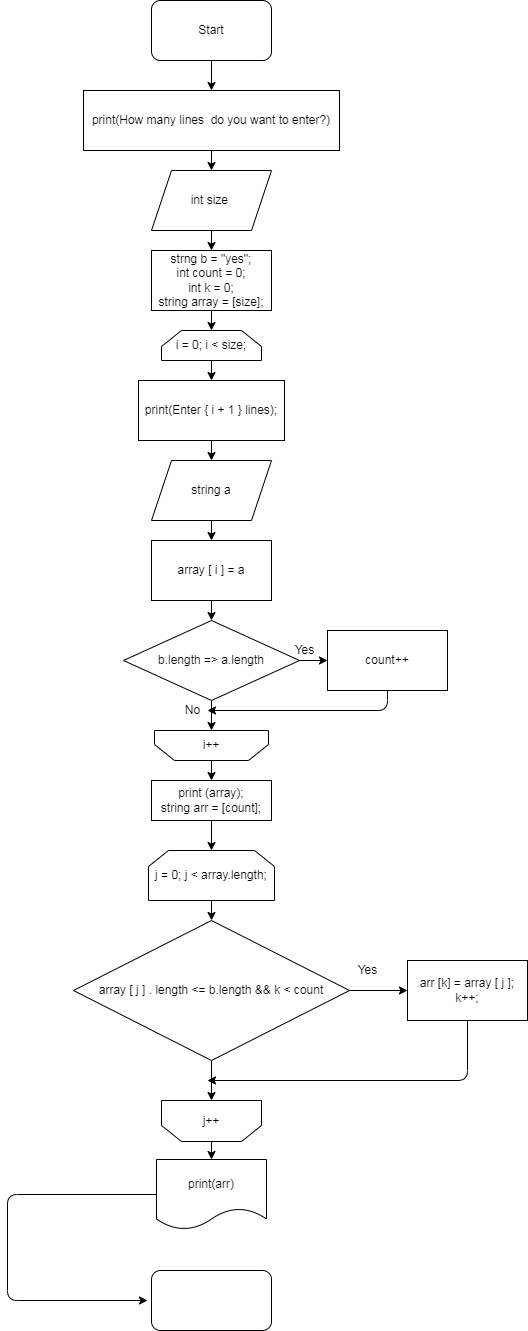 Start
print(How many lines  do you want to enter?)
int size
strng b = "yes";
int count = 0;
int k = 0;
string array = [size];
i = 0; i < size;
print(Enter { i + 1 } lines);
string a
array [ i ] = a
b.length => a.length
Yes
count++
No
i++
print (array);
string arr = [count];
j = 0; j < array.length;
array [ j ] . length <= b.length && k < count
Yes
arr [k] = array [ j ];
k++;
j++
print(arr)